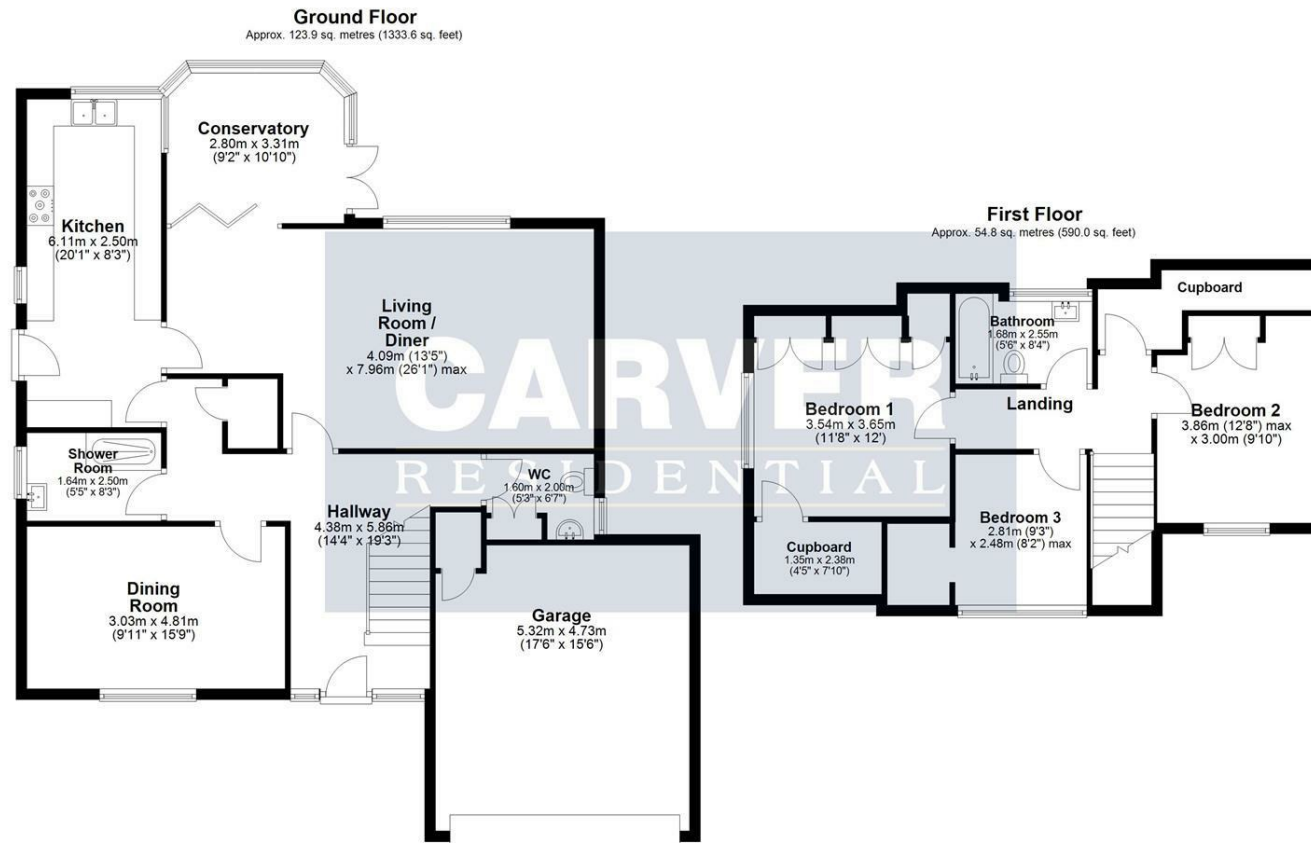 Ground Floor
Approx. 123.9 sq. metres (1333.6 sq. feet)
Conservatory
2.80m x 3.31m
(9'2" x 10'10")
Kitchen
6.11m x 2.50m
(20'1" x 8'3")
Living
Room /
Diner
4.09m (13'5")
x 7.96m (26'1") max
Shower
Room
1.64m x 2.50m
(5'5" x 8'3")
WC
1.60m x 2.00m
(5'3" x 6'7")
Hallway
4.38m x 5.86m
(14'4" x 19'3")
Dining
Room
3.03m x 4.81m
(9'11" x 15'9")
Garage
5.32m x 4.73m
(17'6" x 15'6")
First Floor
Approx. 54.8 sq. metres (590.0 sq. feet)
Cupboard
Bathroom
1.68m x 2.55m
(5'6" x 8'4")
Bedroom 1
3.54m x 3.65m
(11'8" x 12')
Landing
Bedroom 2
3.86m (12'8") max
x 3.00m (9'10")
Bedroom 3
2.81m (9'3")
x 2.48m (8'2") max
Cupboard
1.35m x 2.38m
(4'5" x 7'10")
CARVER
RESIDENTIAL